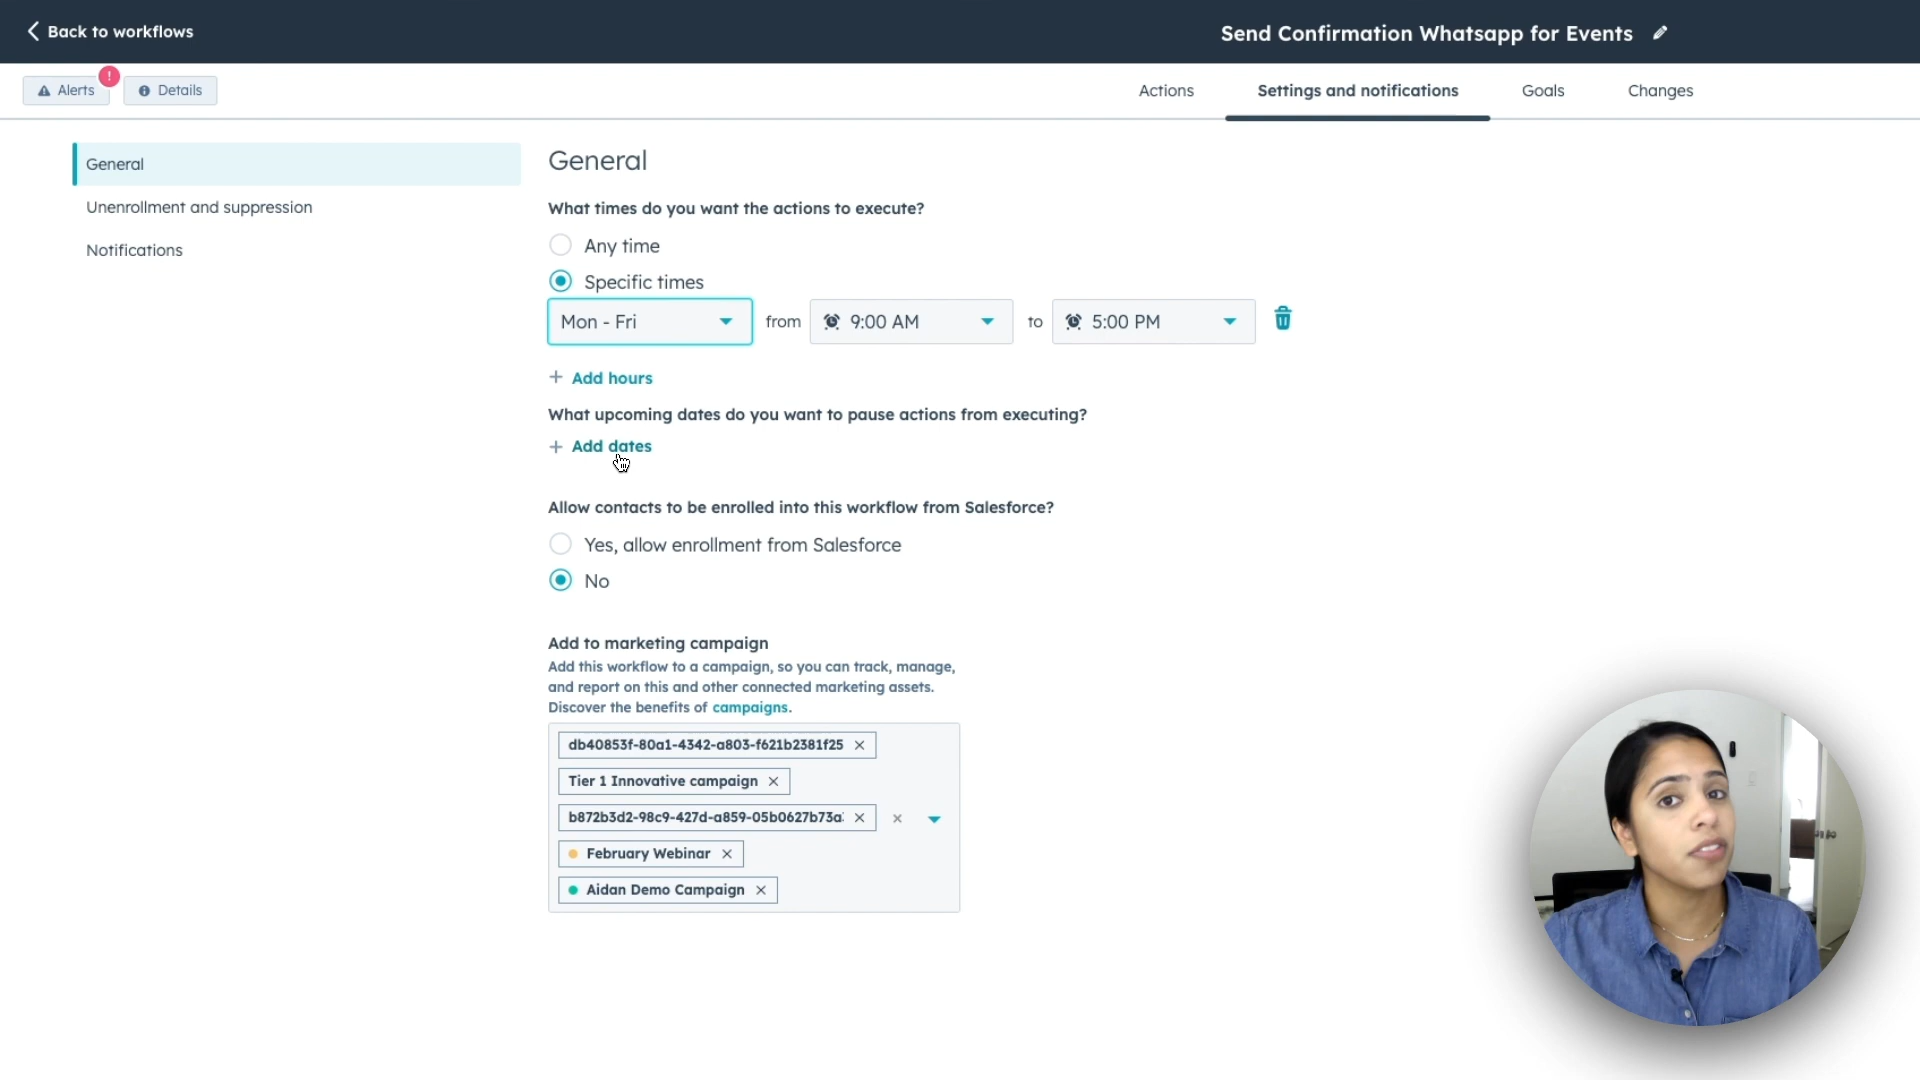 Back to workflows
Send Confirmation Whatsapp for Events
Alerts
!
Details
Actions
Settings and notifications
Goals
Changes
General
Unenrollment and suppression
Notifications
General
What times do you want the actions to execute?
Any time
Specific times
Mon - Fri
from
9:00 AM
to
5:00 PM
+ Add hours
What upcoming dates do you want to pause actions from executing?
+ Add dates
Allow contacts to be enrolled into this workflow from Salesforce?
Yes, allow enrollment from Salesforce
No
Add to marketing campaign
Add this workflow to a campaign, so you can track, manage,
and report on this and other connected marketing assets.
Discover the benefits of campaigns.
db40853f-80a1-4342-a803-f621b2381f25
Tier 1 Innovative campaign
b872b3d2-98c9-427d-a859-05b0627b73a
February Webinar
Aidan Demo Campaign